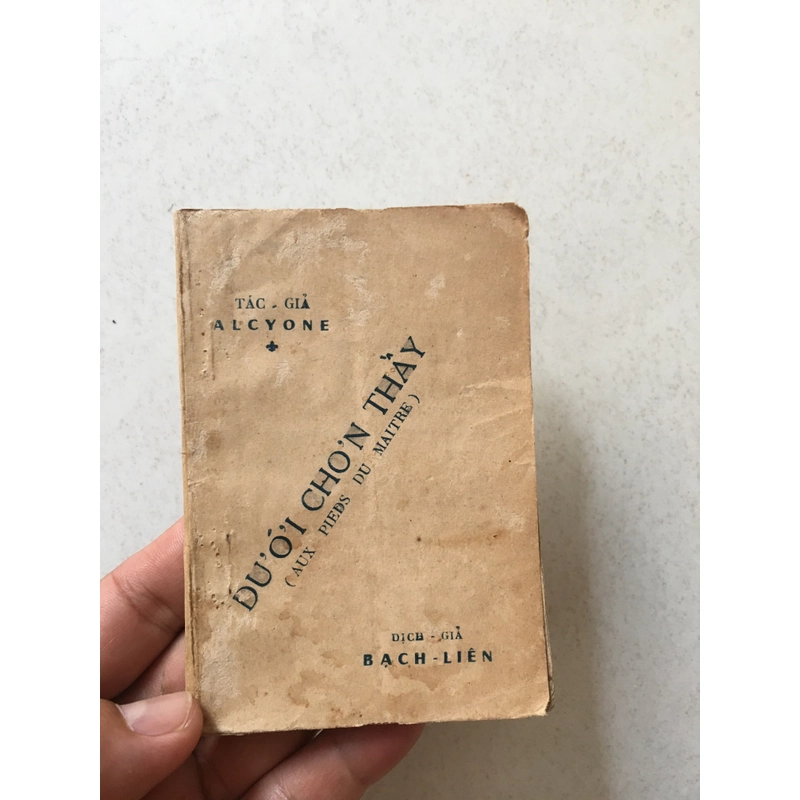 TÁC - GIẢ
ALCYONE
DƯỚI CHƠN THẦY
(AUX PIEDS DU MAITRE)
DỊCH - GIẢ
BẠCH-LIÊN